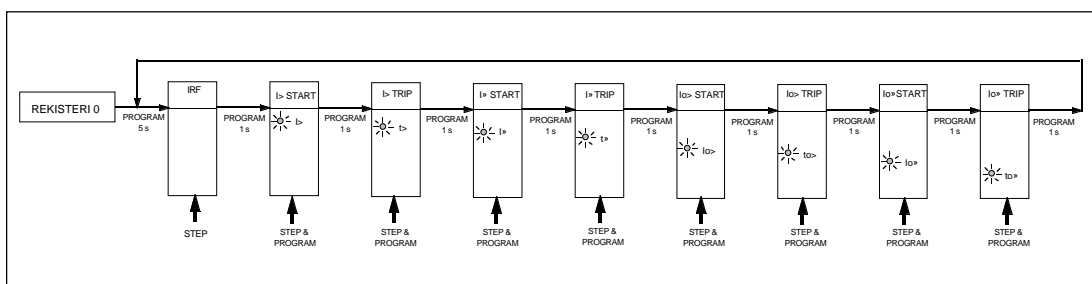 REKISTERI 0
PROGRAM
5 s
IRF
STEP
PROGRAM
1 s
I> START
I>
STEP &
PROGRAM
PROGRAM
1 s
I> TRIP
t>
STEP &
PROGRAM
PROGRAM
1 s
I» START
I»
STEP &
PROGRAM
PROGRAM
1 s
I» TRIP
t»
STEP &
PROGRAM
PROGRAM
1 s
Io> START
Io>
STEP &
PROGRAM
PROGRAM
1 s
Io> TRIP
to>
STEP &
PROGRAM
PROGRAM
1 s
Io» START
Io»
STEP &
PROGRAM
PROGRAM
1 s
Io» TRIP
to»
STEP &
PROGRAM
PROGRAM
1 s